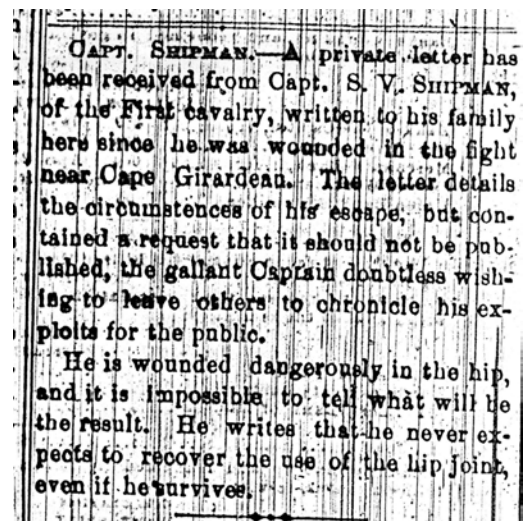 CAPT. SHIPMAN.—A private letter has
been received from Capt. S. V. SHIPMAN,
of the First cavalry, written to his family
here since he was wounded in the fight
near Cape Girardeau. The letter details
the circumstences of his escape, but con-
tained a request that it should not be pub-
lished, the gallant Captain doubtless wish-
ing to leave others to chronicle his ex-
ploits for the public.
He is wounded dangerously in the hip,
and it is impossible to tell what will be
the result. He writes that he never ex-
pects to recover the use of the hip joint,
even if he survives.